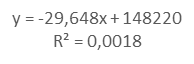 y = -29,648x + 148220
R² = 0,0018